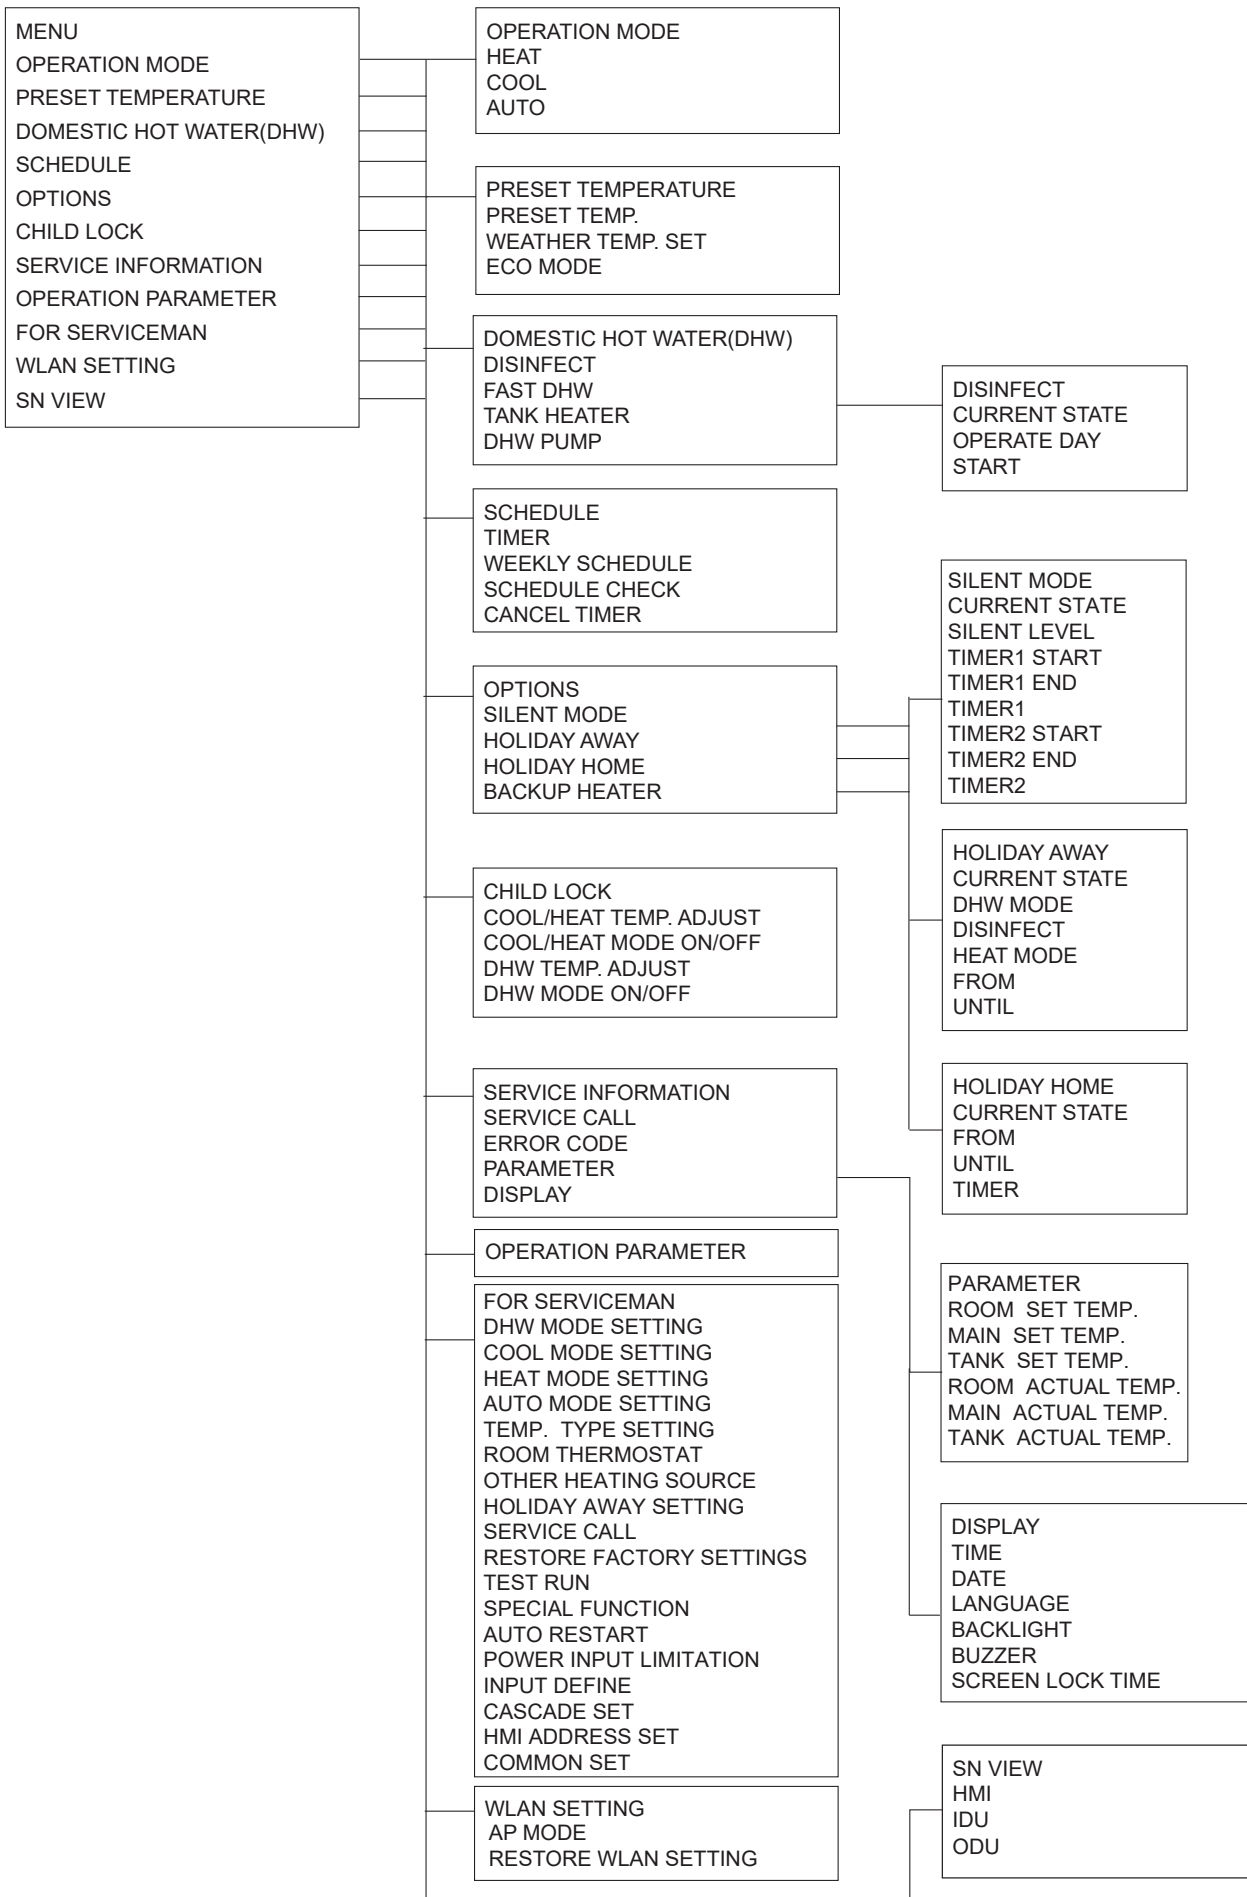 MENU
OPERATION MODE
PRESET TEMPERATURE
DOMESTIC HOT WATER(DHW)
SCHEDULE
OPTIONS
CHILD LOCK
SERVICE INFORMATION
OPERATION PARAMETER
FOR SERVICEMAN
WLAN SETTING
SN VIEW
OPERATION MODE
HEAT
COOL
AUTO
PRESET TEMPERATURE
PRESET TEMP.
WEATHER TEMP. SET
ECO MODE
DOMESTIC HOT WATER(DHW)
DISINFECT
FAST DHW
TANK HEATER
DHW PUMP
DISINFECT
CURRENT STATE
OPERATE DAY
START
SCHEDULE
TIMER
WEEKLY SCHEDULE
SCHEDULE CHECK
CANCEL TIMER
OPTIONS
SILENT MODE
HOLIDAY AWAY
HOLIDAY HOME
BACKUP HEATER
SILENT MODE
CURRENT STATE
SILENT LEVEL
TIMER1 START
TIMER1 END
TIMER1
TIMER2 START
TIMER2 END
TIMER2
HOLIDAY AWAY
CURRENT STATE
DHW MODE
DISINFECT
HEAT MODE
FROM
UNTIL
HOLIDAY HOME
CURRENT STATE
FROM
UNTIL
TIMER
CHILD LOCK
COOL/HEAT TEMP. ADJUST
COOL/HEAT MODE ON/OFF
DHW TEMP. ADJUST
DHW MODE ON/OFF
SERVICE INFORMATION
SERVICE CALL
ERROR CODE
PARAMETER
DISPLAY
PARAMETER
ROOM SET TEMP.
MAIN SET TEMP.
TANK SET TEMP.
ROOM ACTUAL TEMP.
MAIN ACTUAL TEMP.
TANK ACTUAL TEMP.
DISPLAY
TIME
DATE
LANGUAGE
BACKLIGHT
BUZZER
SCREEN LOCK TIME
OPERATION PARAMETER
FOR SERVICEMAN
DHW MODE SETTING
COOL MODE SETTING
HEAT MODE SETTING
AUTO MODE SETTING
TEMP. TYPE SETTING
ROOM THERMOSTAT
OTHER HEATING SOURCE
HOLIDAY AWAY SETTING
SERVICE CALL
RESTORE FACTORY SETTINGS
TEST RUN
SPECIAL FUNCTION
AUTO RESTART
POWER INPUT LIMITATION
INPUT DEFINE
CASCADE SET
HMI ADDRESS SET
COMMON SET
WLAN SETTING
AP MODE
RESTORE WLAN SETTING
SN VIEW
HMI
IDU
ODU